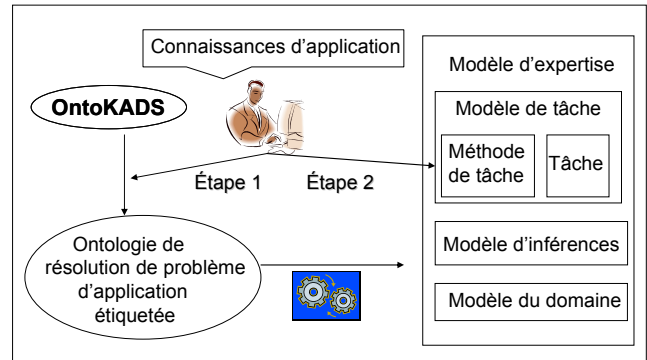 Connaissances d'application
OntoKADS
Étape 1
Étape 2
Ontologie de
résolution de problème
d'application
étiquetée
Modèle d'expertise
Modèle de tâche
Méthode
de tâche
Tâche
Modèle d'inférences
Modèle du domaine